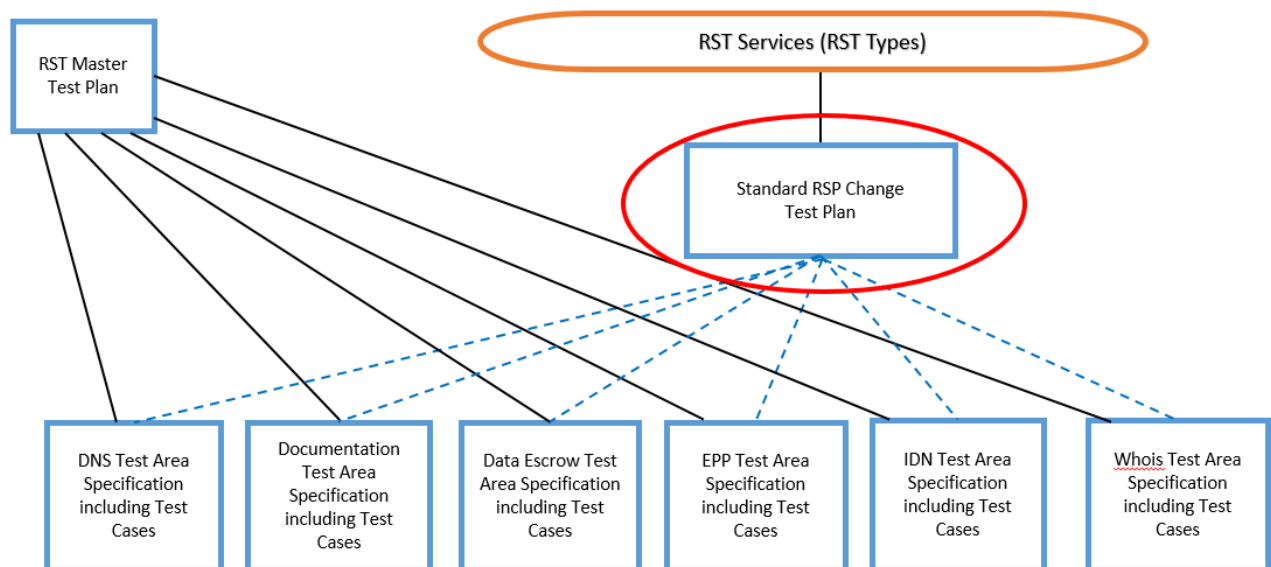 RST Master
Test Plan
RST Services (RST Types)
Standard RSP Change
Test Plan
DNS Test Area
Specification
including Test
Cases
Documentation
Test Area
Specification
including Test
Cases
Data Escrow Test
Area Specification
including Test
Cases
EPP Test Area
Specification
including Test
Cases
IDN Test Area
Specification
including Test
Cases
Whois Test Area
Specification
including Test
Cases